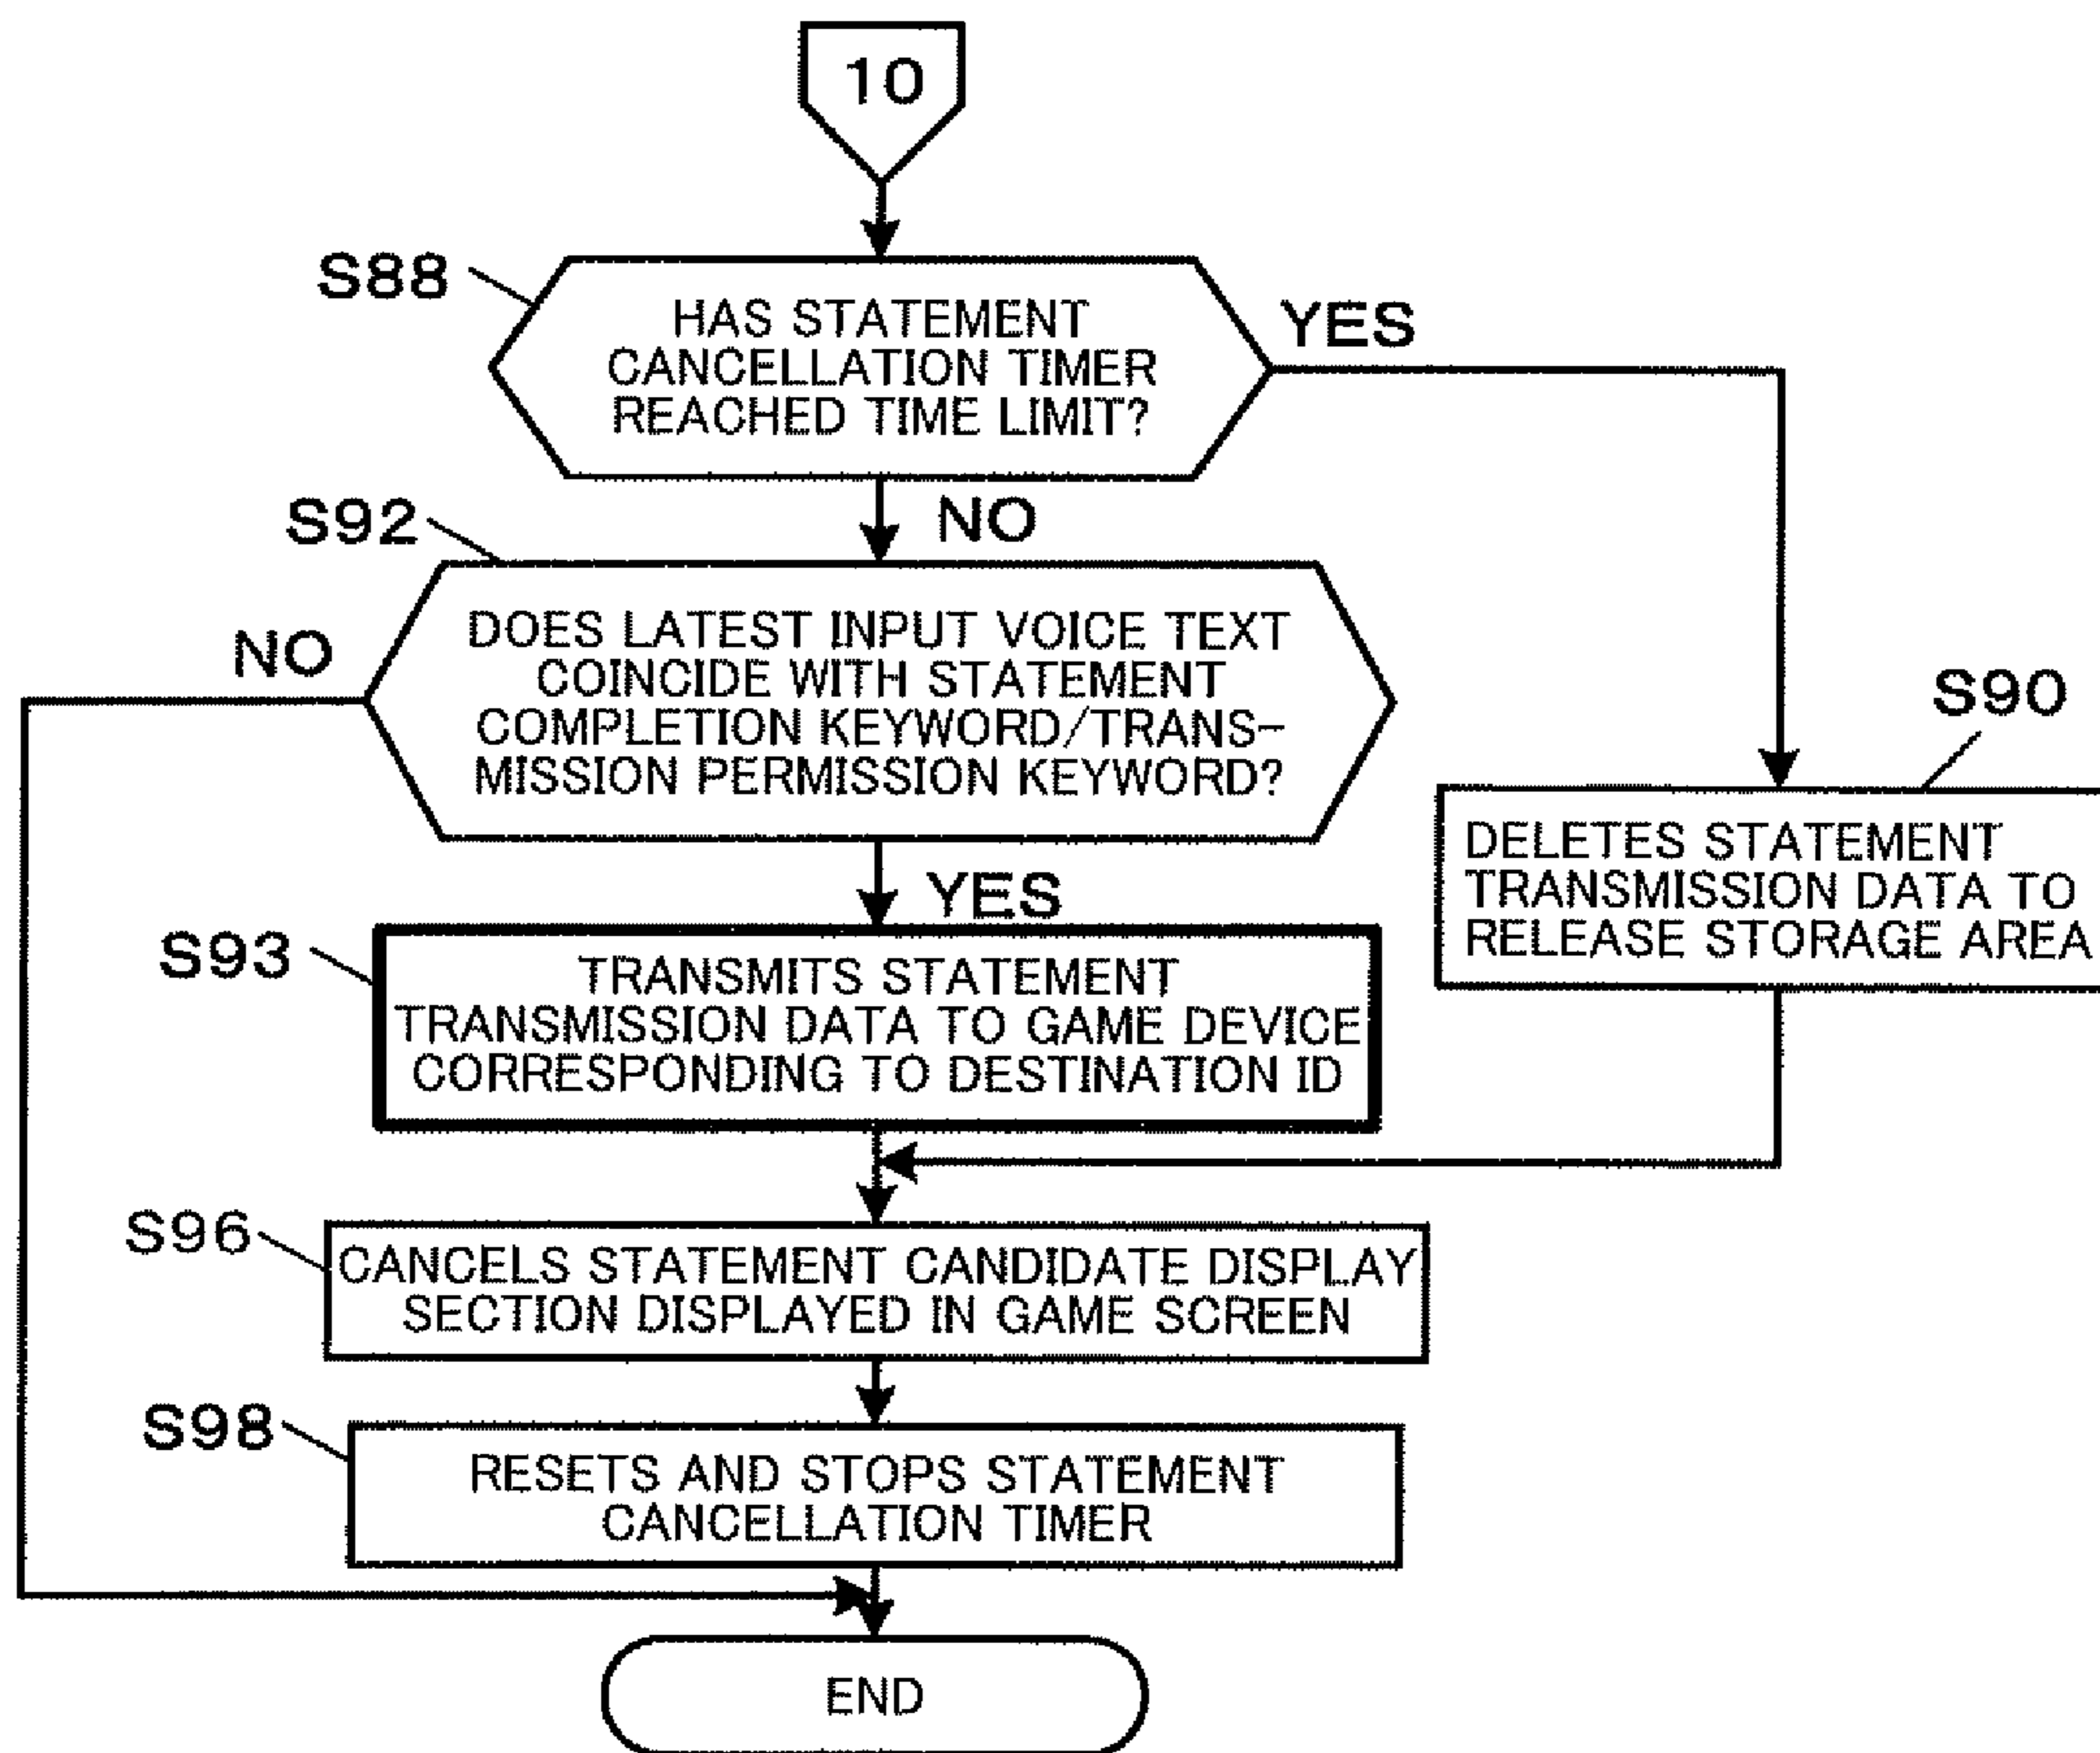 10
S88
HAS STATEMENT
CANCELLATION TIMER
REACHED TIME LIMIT?
YES
NO
S92
DOES LATEST INPUT VOICE TEXT
COINCIDE WITH STATEMENT
COMPLETION KEYWORD/TRANS-
MISSION PERMISSION KEYWORD?
NO
YES
S90
DELETES STATEMENT
TRANSMISSION DATA TO
RELEASE STORAGE AREA
S93
TRANSMITS STATEMENT
TRANSMISSION DATA TO GAME DEVICE
CORRESPONDING TO DESTINATION ID
S96
CANCELS STATEMENT CANDIDATE DISPLAY
SECTION DISPLAYED IN GAME SCREEN
S98
RESETS AND STOPS STATEMENT
CANCELLATION TIMER
END